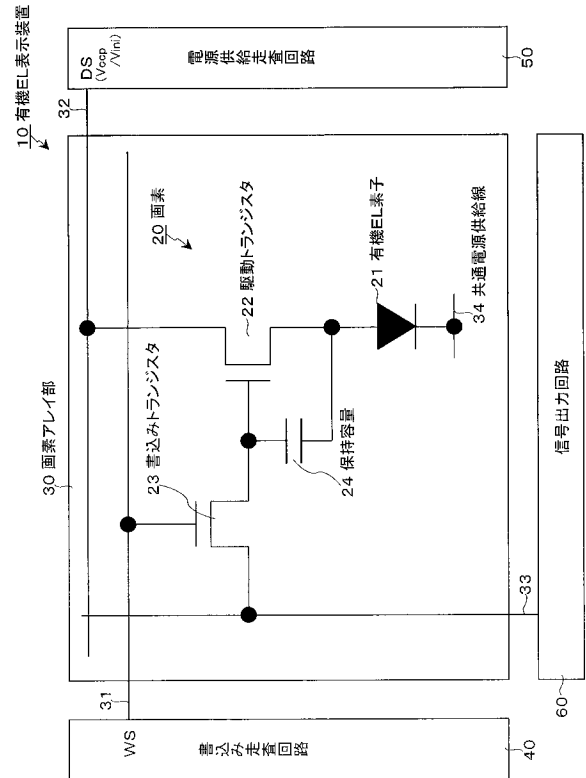 10 有機EL表示装置
30 画素アレイ部
32
DS
(Vccp
/Vini)
31
WS
20 画素
23 書込みトランジスタ
22 駆動トランジスタ
24 保持容量
21 有機EL素子
34 共通電源供給線
33
書込み走査回路
40
電源供給走査回路
50
信号出力回路
60